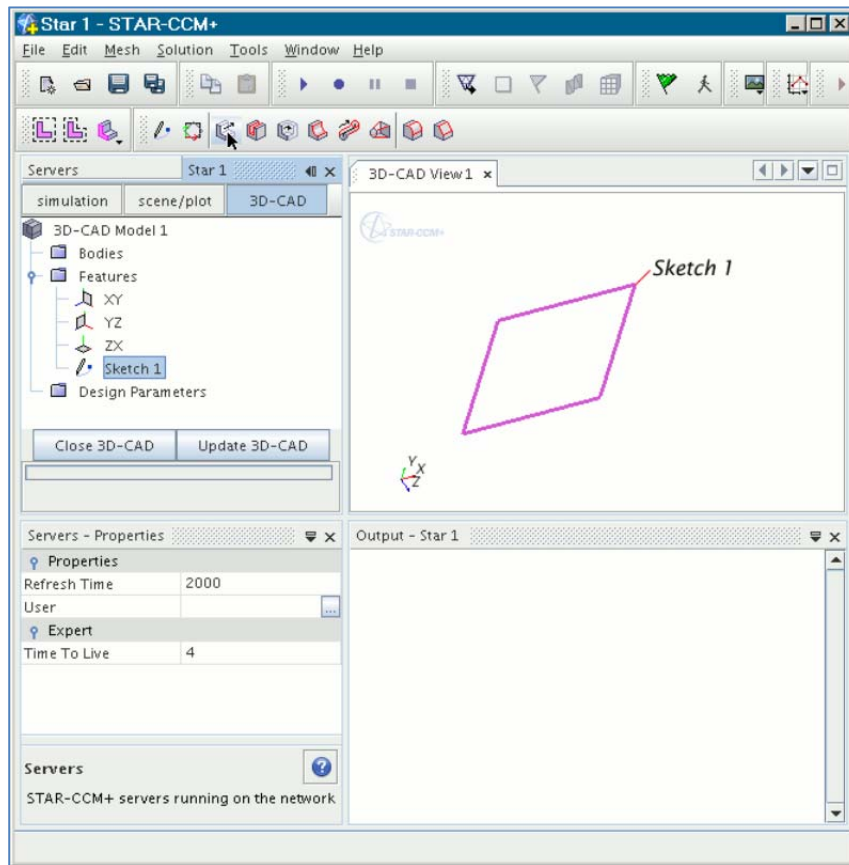 Star 1 - STAR-CCM+
File Edit Mesh Solution Tools Window Help
Servers Star 1
simulation scene/plot 3D-CAD
3D-CAD Model 1
Bodies
Features
XY
YZ
ZX
Sketch 1
Design Parameters
Close 3D-CAD Update 3D-CAD
3D-CAD View 1
STAR-CCM+
Sketch 1
Y
X
Z
Servers - Properties
Properties
Refresh Time 2000
User ...
Expert
Time To Live 4
Servers
STAR-CCM+ servers running on the network
Output - Star 1